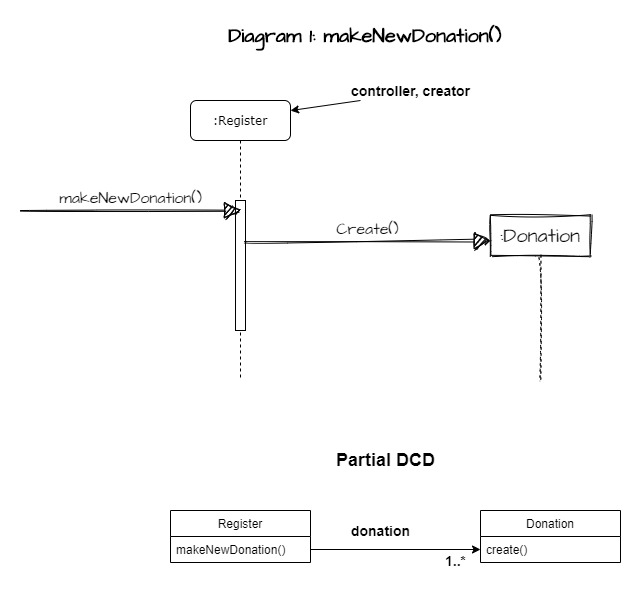 Diagram 1: makeNewDonation()
controller, creator
:Register
makeNewDonation()
Create()
:Donation
Partial DCD
Register
makeNewDonation()
donation
1..*
Donation
create()